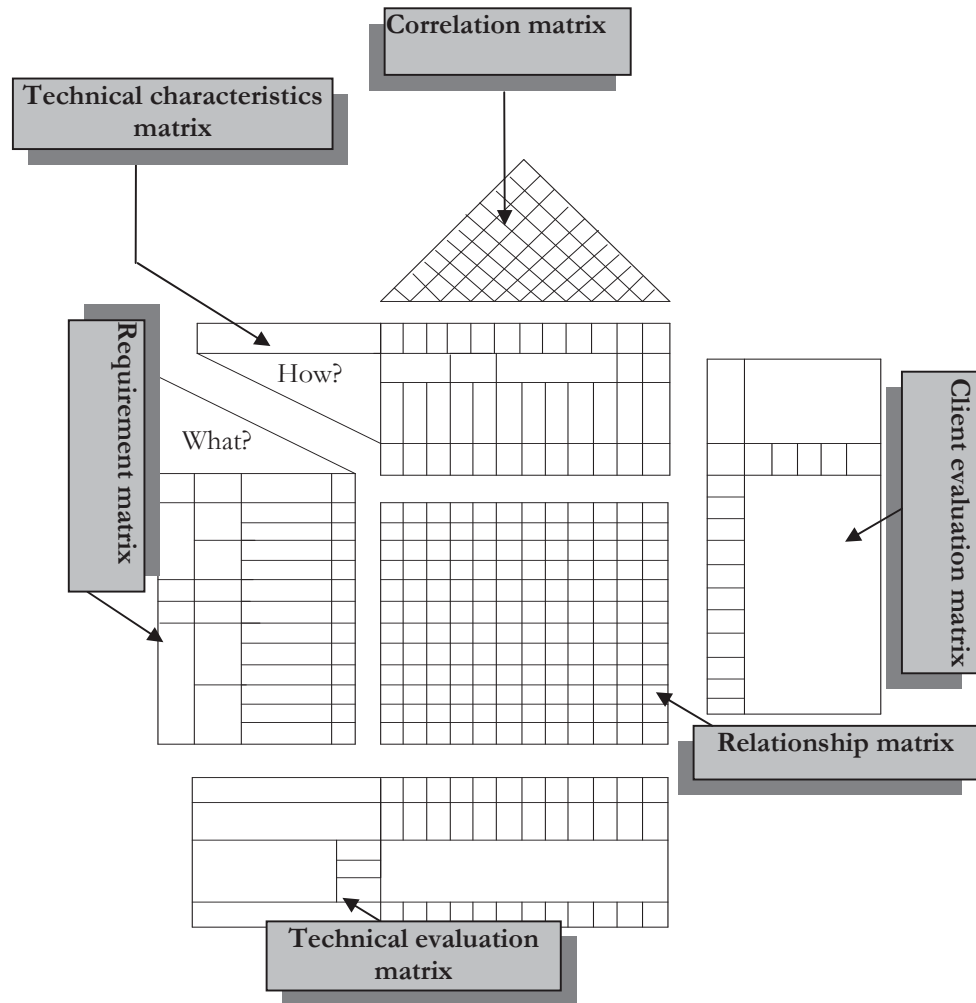 Correlation matrix
Technical characteristics
matrix
Requirement matrix
How?
What?
Client evaluation matrix
Relationship matrix
Technical evaluation
matrix